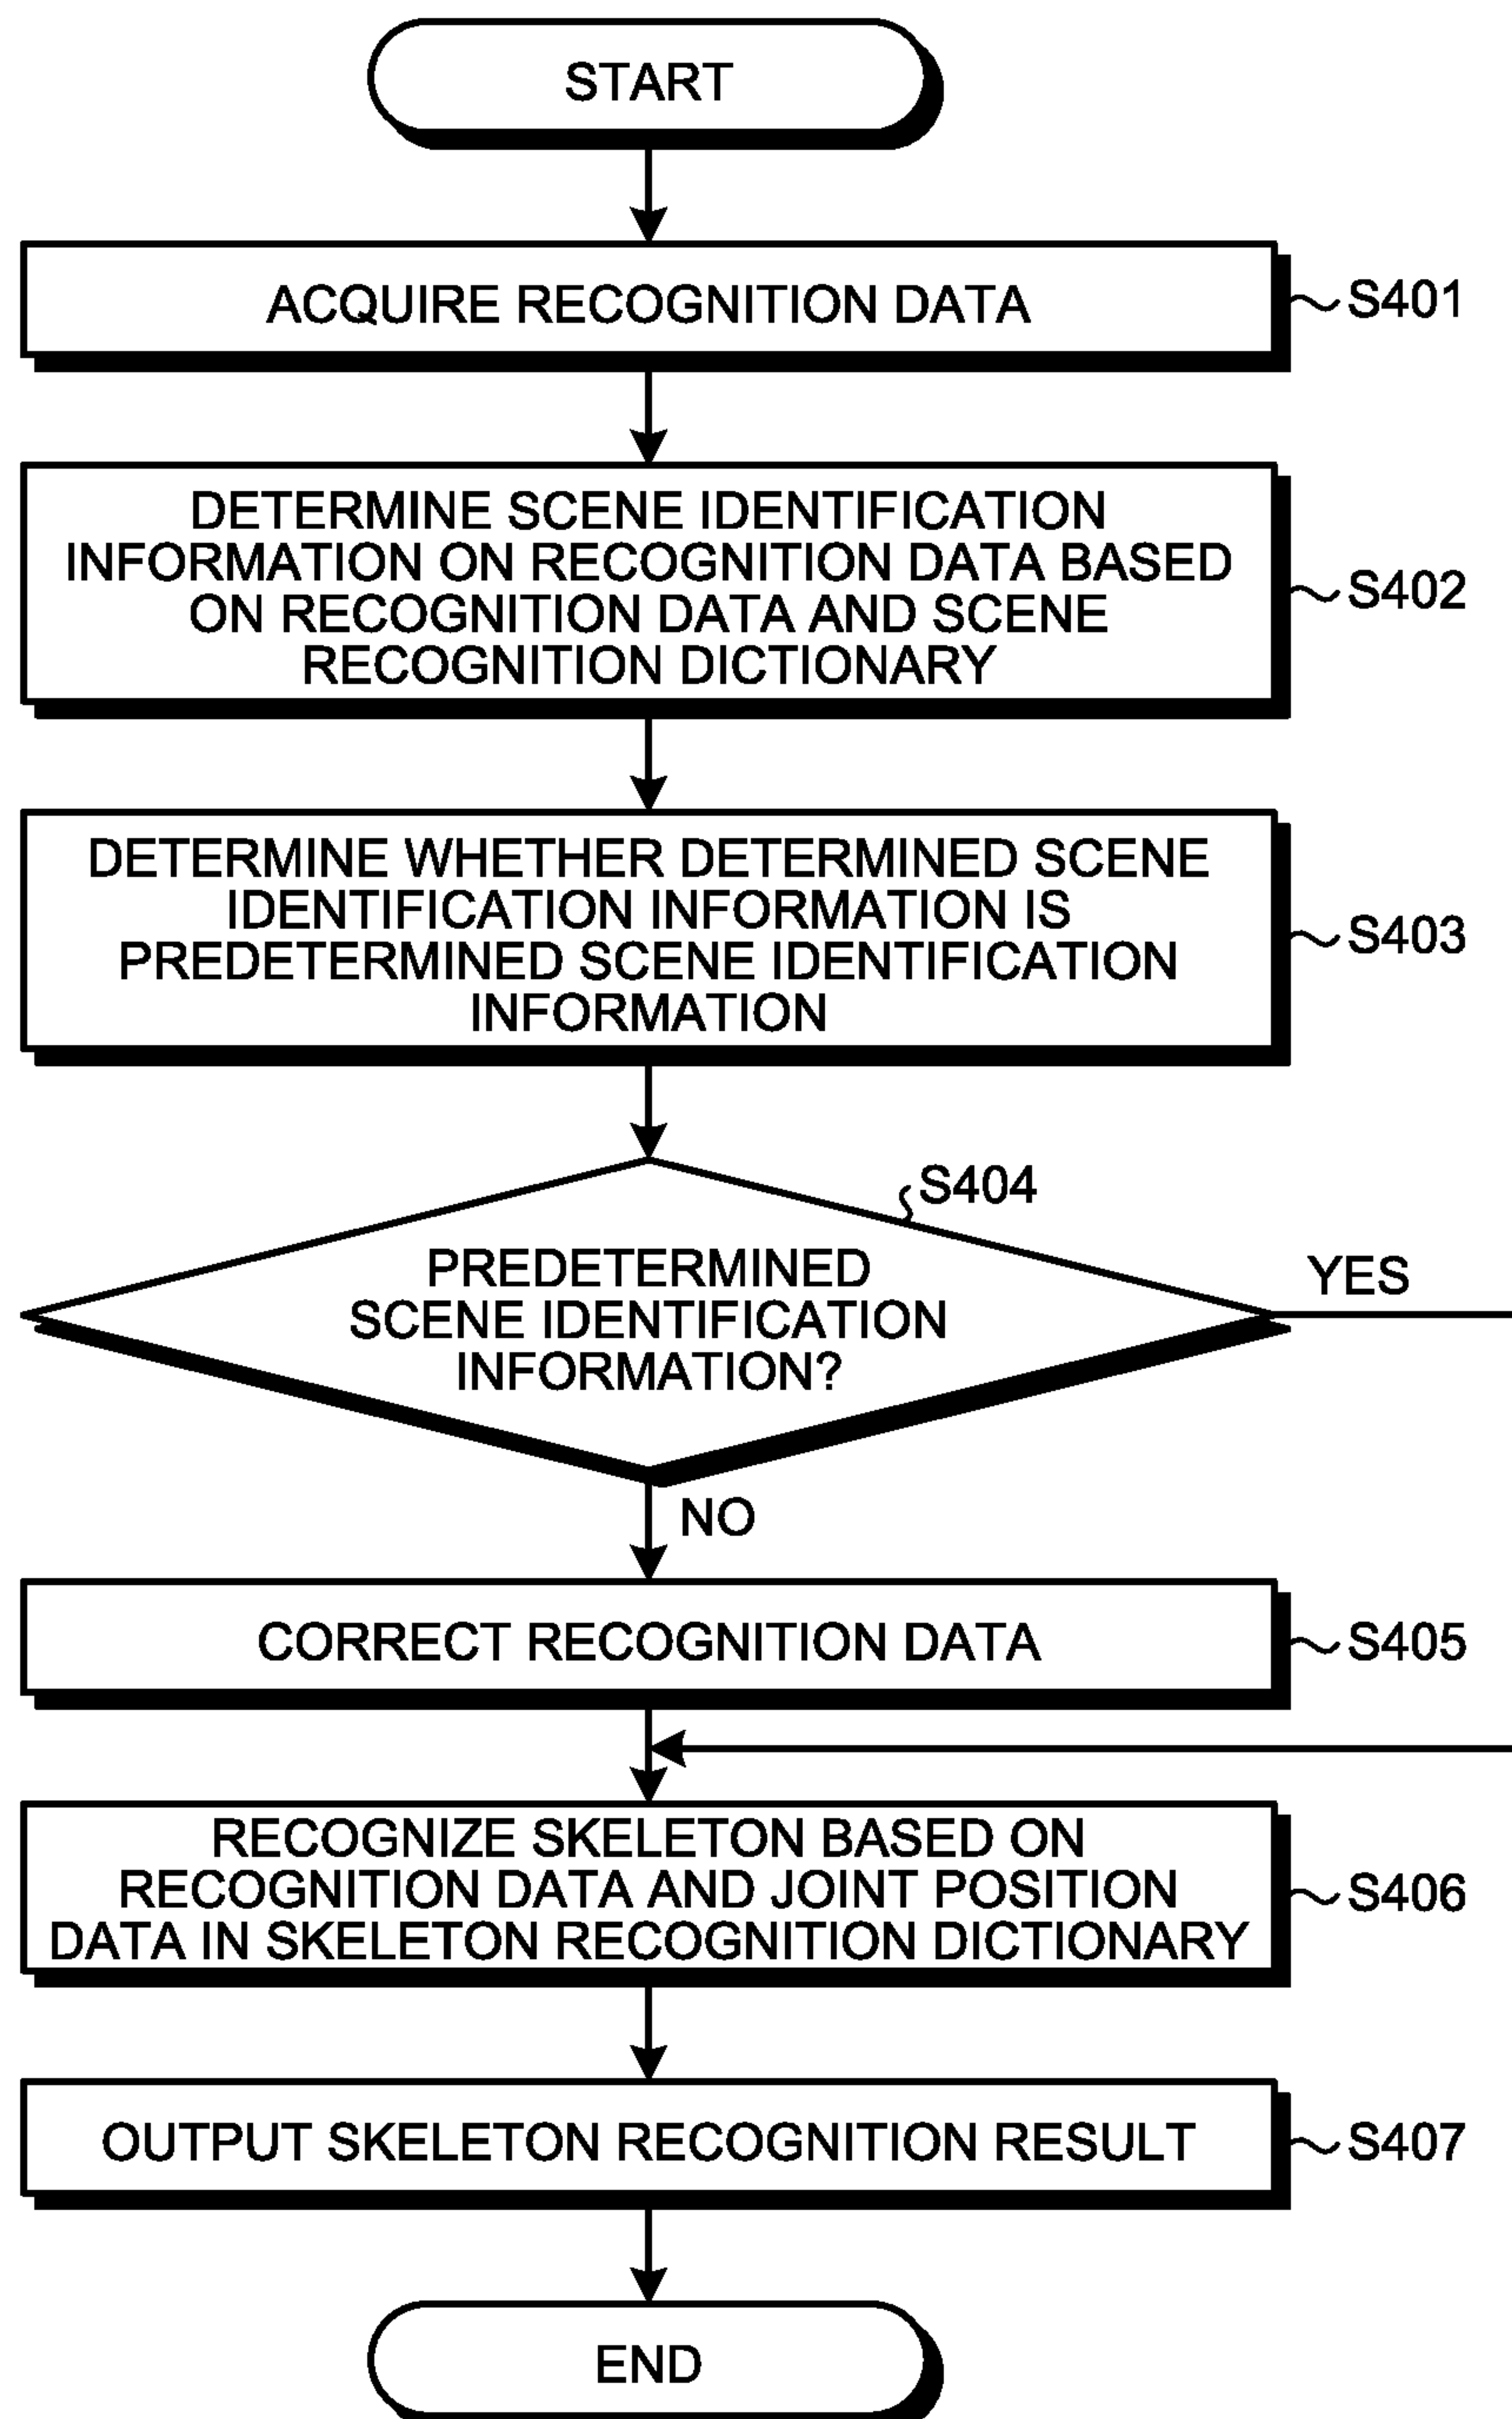 START
ACQUIRE RECOGNITION DATA
S401
DETERMINE SCENE IDENTIFICATION
INFORMATION ON RECOGNITION DATA BASED
ON RECOGNITION DATA AND SCENE
RECOGNITION DICTIONARY
S402
DETERMINE WHETHER DETERMINED SCENE
IDENTIFICATION INFORMATION IS
PREDETERMINED SCENE IDENTIFICATION
INFORMATION
S403
S404
PREDETERMINED
SCENE IDENTIFICATION
INFORMATION?
YES
NO
CORRECT RECOGNITION DATA
S405
RECOGNIZE SKELETON BASED ON
RECOGNITION DATA AND JOINT POSITION
DATA IN SKELETON RECOGNITION DICTIONARY
S406
OUTPUT SKELETON RECOGNITION RESULT
S407
END